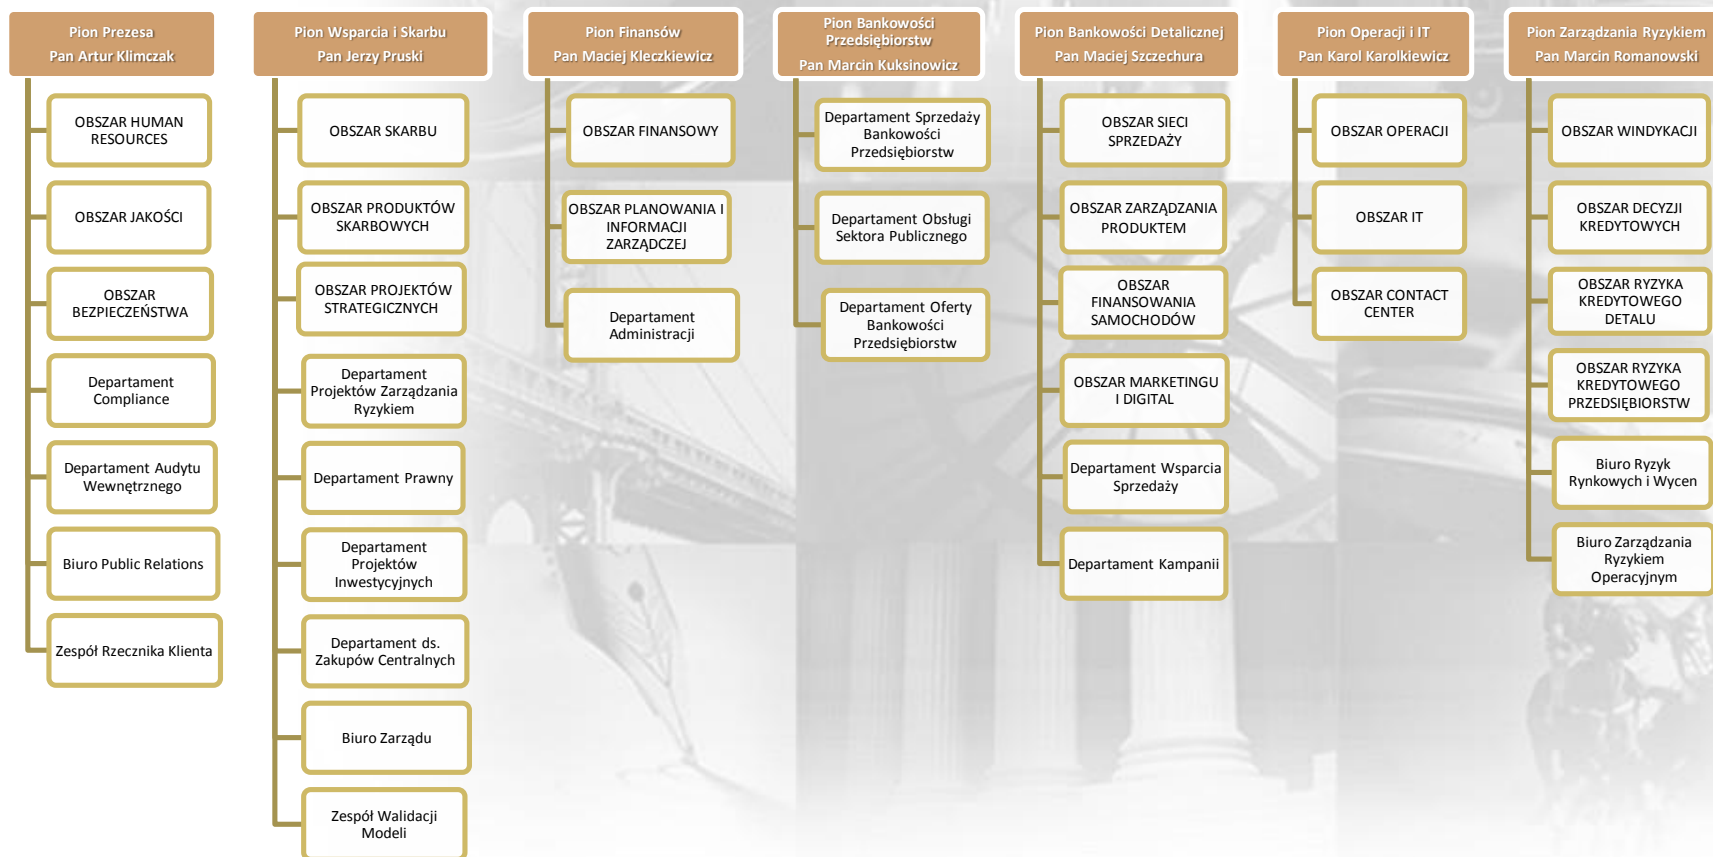 Pion Prezesa
Pan Artur Klimczak
OBSZAR HUMAN
RESOURCES
OBSZAR JAKOŚCI
OBSZAR
BEZPIECZEŃSTWA
Departament
Compliance
Departament Audytu
Wewnętrznego
Biuro Public Relations
Zespół Rzecznika Klienta
Pion Wsparcia i Skarbu
Pan Jerzy Pruski
OBSZAR SKARBU
OBSZAR PRODUKTÓW
SKARBOWYCH
OBSZAR PROJEKTÓW
STRATEGICZNYCH
Departament
Projektów Zarządzania
Ryzykiem
Departament Prawny
Departament
Projektów
Inwestycyjnych
Departament ds.
Zakupów Centralnych
Biuro Zarządu
Zespół Walidacji
Modeli
Pion Finansów
Pan Maciej Kleczkiewicz
OBSZAR FINANSOWY
OBSZAR PLANOWANIA I
INFORMACJI
ZARZĄDCZEJ
Departament
Administracji
Pion Bankowości
Przedsiębiorstw
Pan Marcin Kuksinowicz
Departament Sprzedaży
Bankowości
Przedsiębiorstw
Departament Obsługi
Sektora Publicznego
Departament Oferty
Bankowości
Przedsiębiorstw
Pion Bankowości Detalicznej
Pan Maciej Szczechura
OBSZAR SIECI
SPRZEDAŻY
OBSZAR ZARZĄDZANIA
PRODUKTEM
OBSZAR
FINANSOWANIA
SAMOCHODÓW
OBSZAR MARKETINGU
I DIGITAL
Departament Wsparcia
Sprzedaży
Departament Kampanii
Pion Operacji i IT
Pan Karol Karolkiewicz
OBSZAR OPERACJI
OBSZAR IT
OBSZAR CONTACT
CENTER
Pion Zarządzania Ryzykiem
Pan Marcin Romanowski
OBSZAR WINDYKACJI
OBSZAR DECYZJI
KREDYTOWYCH
OBSZAR RYZYKA
KREDYTOWEGO
DETALU
OBSZAR RYZYKA
KREDYTOWEGO
PRZEDSIĘBIORSTW
Biuro Ryzyk
Rynkowych i Wycen
Biuro Zarządzania
Ryzykiem
Operacyjnym